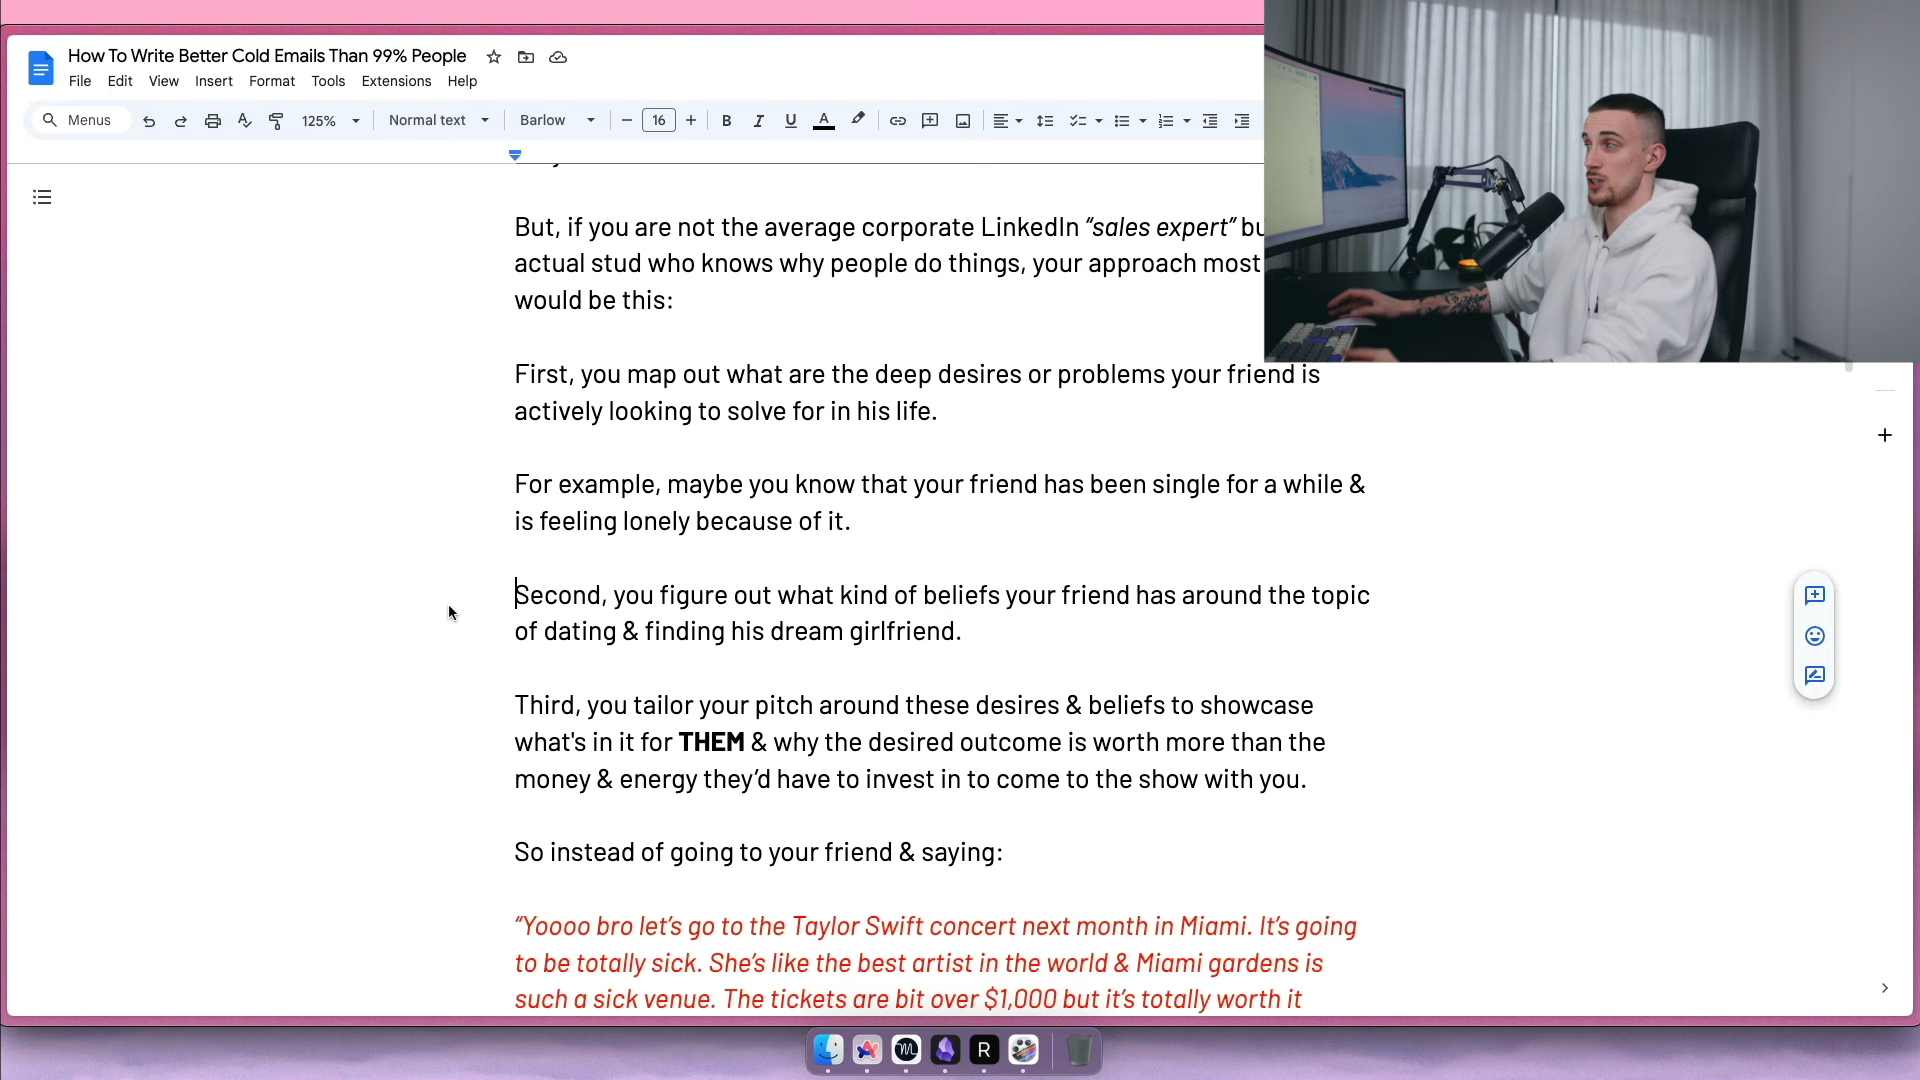 How To Write Better Cold Emails Than 99% People
File Edit View Insert Format Tools Extensions Help
Menus 125% Normal text Barlow 16 B I U A
But, if you are not the average corporate LinkedIn “sales expert”
actual stud who knows why people do things, your approach most
would be this:
First, you map out what are the deep desires or problems your friend is
actively looking to solve for in his life.
For example, maybe you know that your friend has been single for a while &
is feeling lonely because of it.
Second, you figure out what kind of beliefs your friend has around the topic
of dating & finding his dream girlfriend.
Third, you tailor your pitch around these desires & beliefs to showcase
what's in it for THEM & why the desired outcome is worth more than the
money & energy they’d have to invest in to come to the show with you.
So instead of going to your friend & saying:
“Yoooo bro let’s go to the Taylor Swift concert next month in Miami. It’s going
to be totally sick. She’s like the best artist in the world & Miami gardens is
such a sick venue. The tickets are bit over $1,000 but it’s totally worth it
R